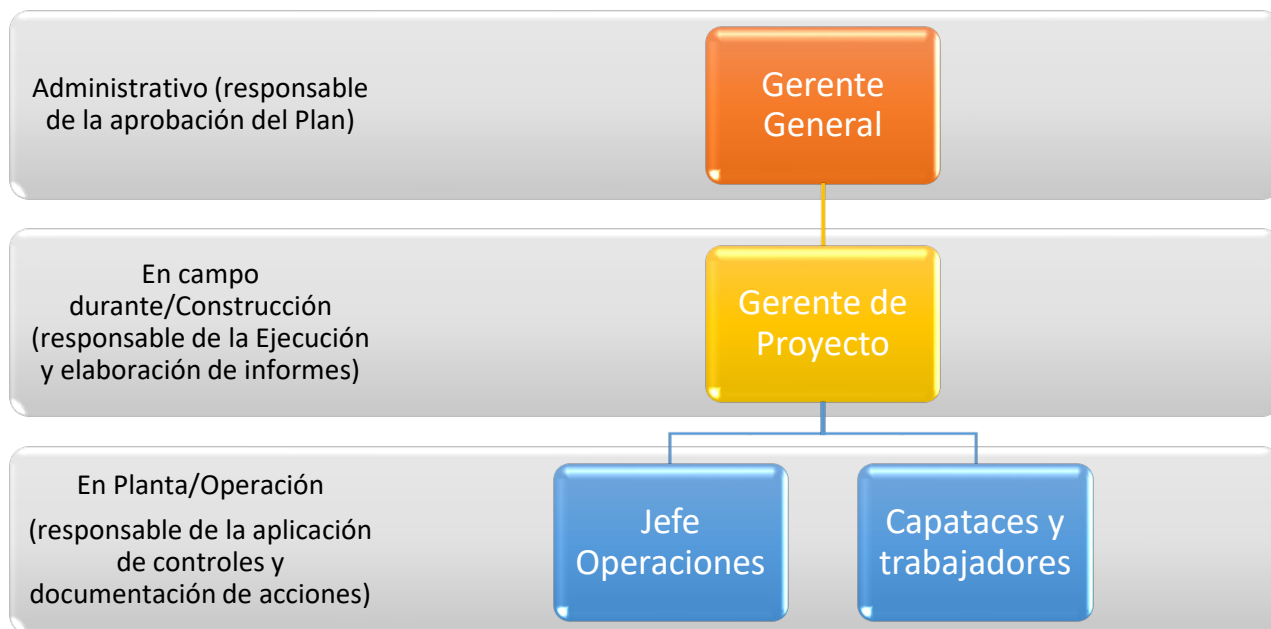 Administrativo (responsable
de la aprobación del Plan)
Gerente
General
En campo
durante/Construcción
(responsable de la Ejecución
y elaboración de informes)
Gerente de
Proyecto
En Planta/Operación
(responsable de la aplicación
de controles y
documentación de acciones)
Jefe
Operaciones
Capataces y
trabajadores